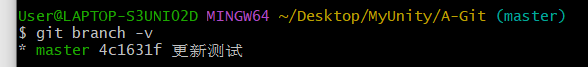 User@LAPTOP-S3UNIO2D MINGW64 ~/Desktop/MyUnity/A-Git (master)
$ git branch -v
* master 4c1631f 更新测试